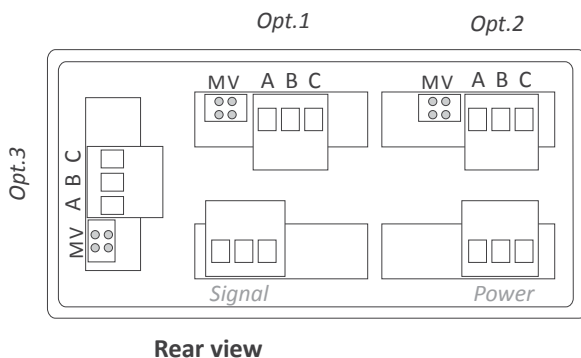 Opt.1 Opt.2
MV A B C MV A B C
Opt.3
MV A B C
Signal Power
Rear view